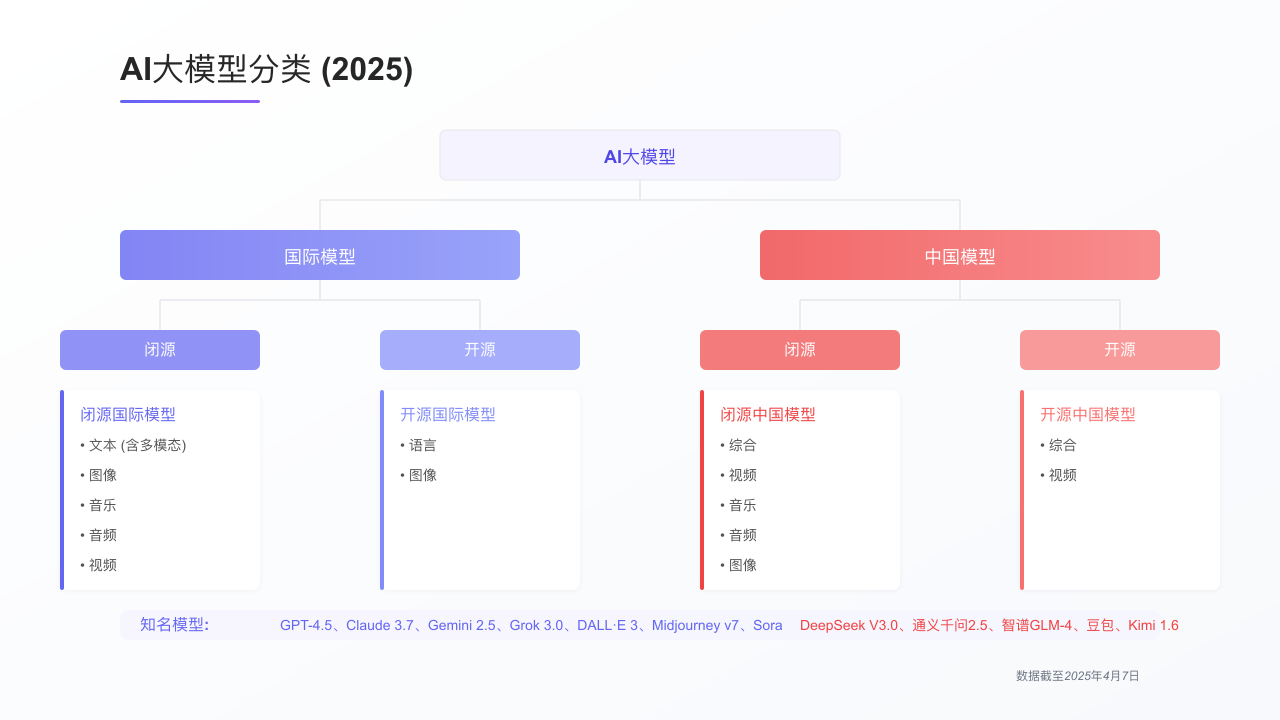 AI大模型分类 (2025)
AI大模型
国际模型
中国模型
闭源
开源
闭源
开源
闭源国际模型
• 文本 (含多模态)
• 图像
• 音乐
• 音频
• 视频
开源国际模型
• 语言
• 图像
闭源中国模型
• 综合
• 视频
• 音乐
• 音频
• 图像
开源中国模型
• 综合
• 视频
知名模型:
GPT-4.5、Claude 3.7、Gemini 2.5、Grok 3.0、DALL·E 3、Midjourney v7、Sora
DeepSeek V3.0、通义千问2.5、智谱GLM-4、豆包、Kimi 1.6
数据截至2025年4月7日